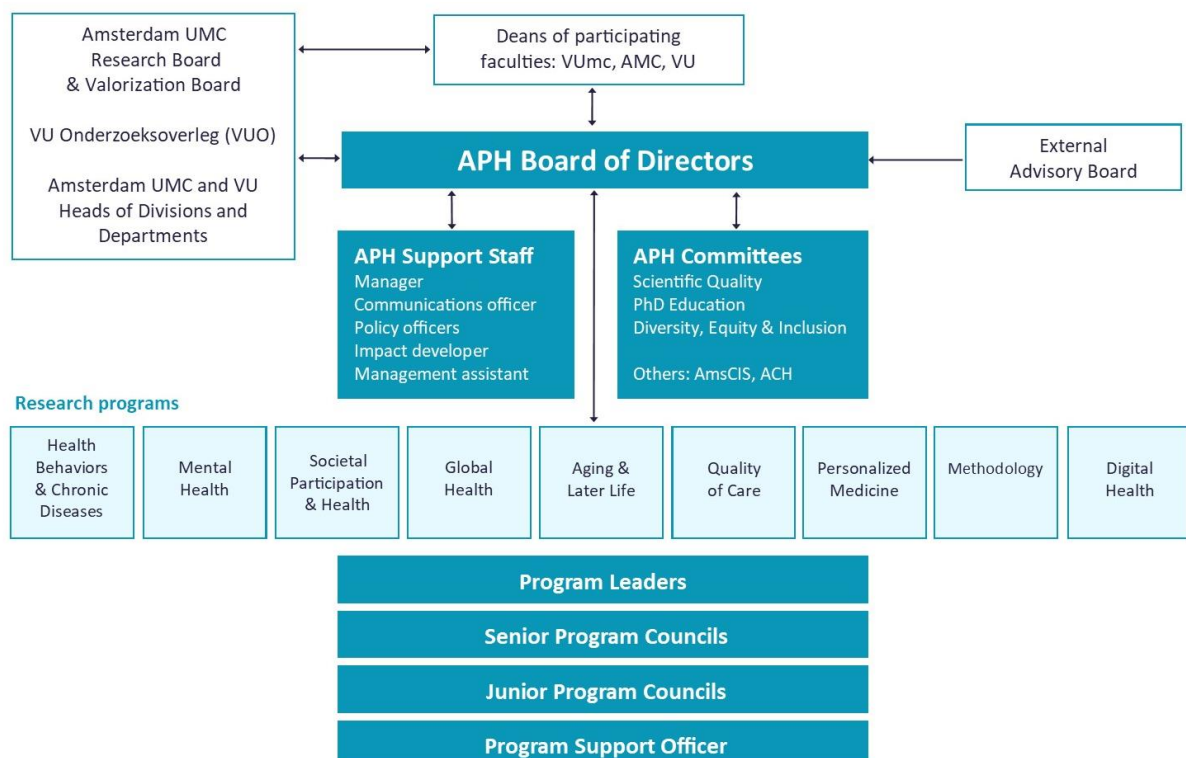 Amsterdam UMC
Research Board
& Valorization Board
VU Onderzoeksoverleg (VUO)
Amsterdam UMC and VU
Heads of Divisions and
Departments
Deans of participating
faculties: VUmc, AMC, VU
APH Board of Directors
External
Advisory Board
APH Support Staff
Manager
Communications officer
Policy officers
Impact developer
Management assistant
APH Committees
Scientific Quality
PhD Education
Diversity, Equity & Inclusion
Others: AmsCIS, ACH
Research programs
Health
Behaviors
& Chronic
Diseases
Mental
Health
Societal
Participation
& Health
Global
Health
Aging &
Later Life
Quality
of Care
Personalized
Medicine
Methodology
Digital
Health
Program Leaders
Senior Program Councils
Junior Program Councils
Program Support Officer